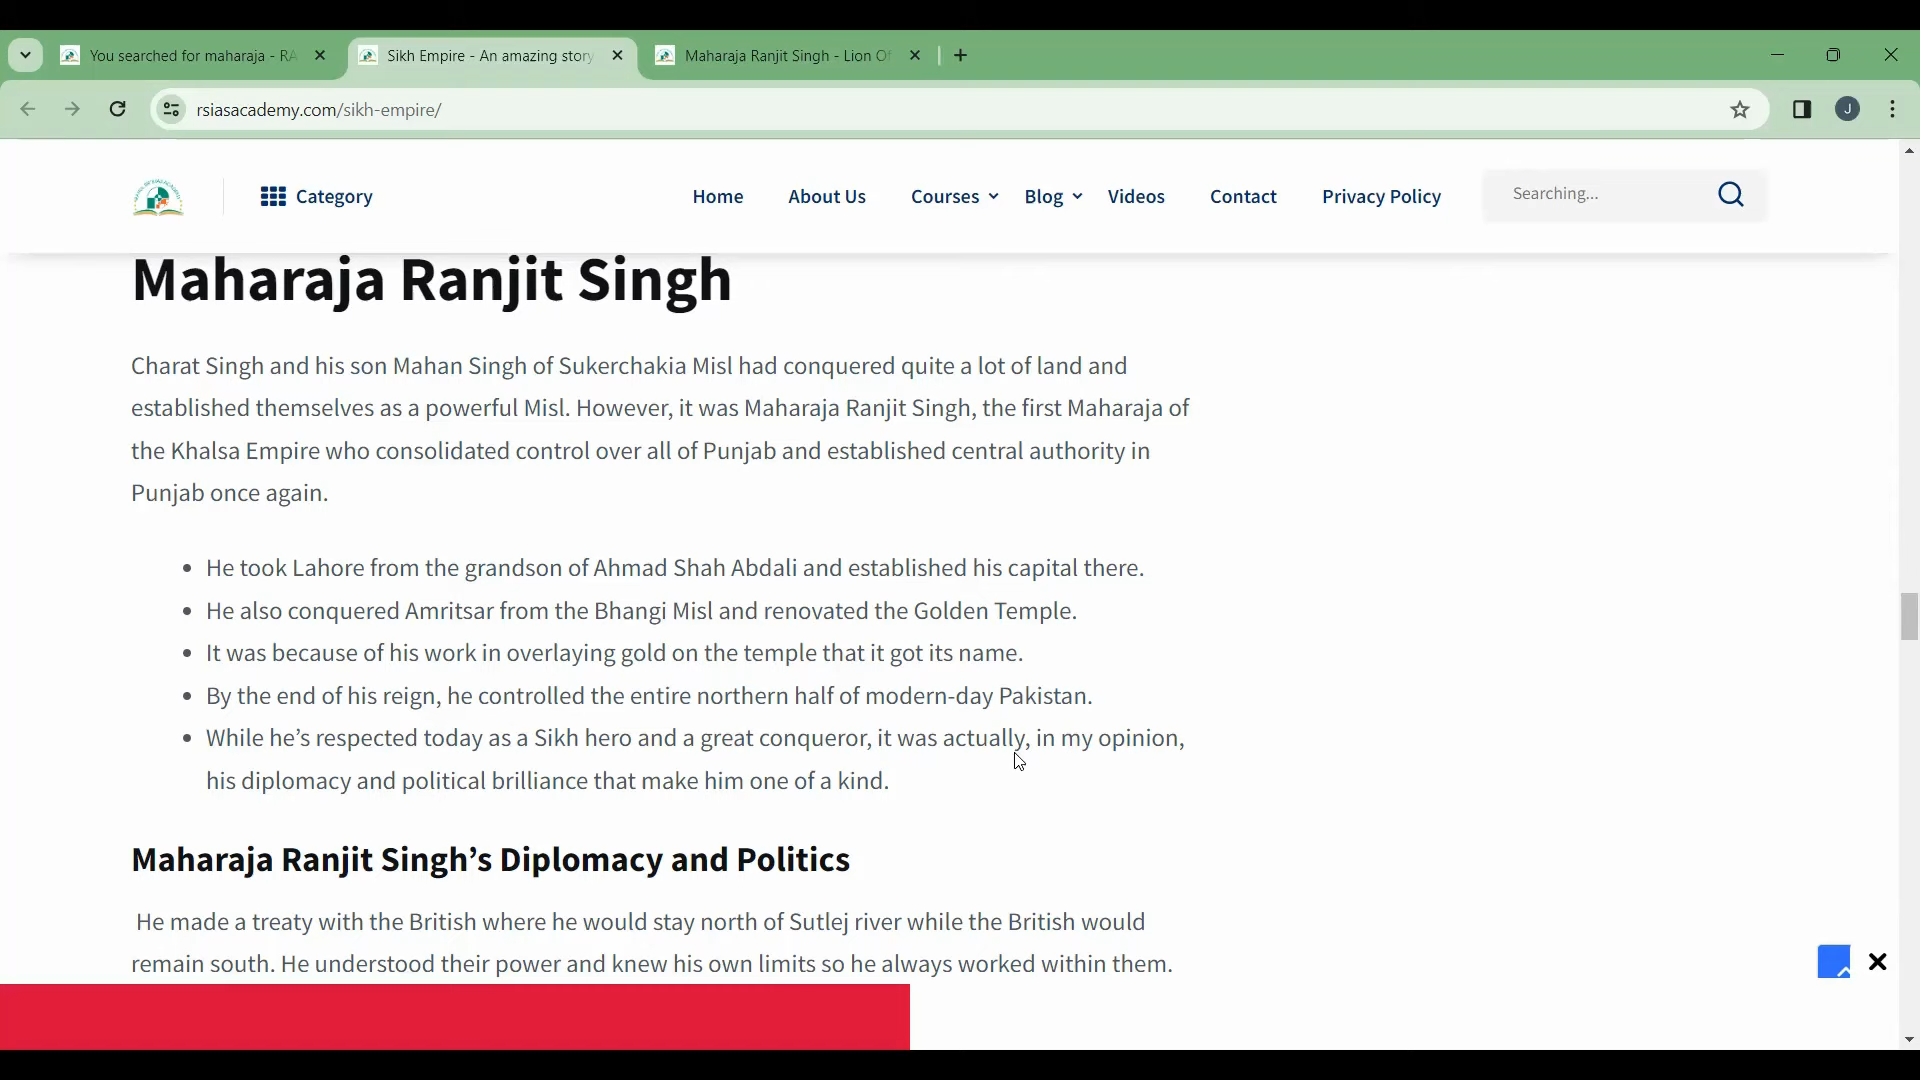 You searched for maharaja - RA
Sikh Empire - An amazing story
Maharaja Ranjit Singh - Lion Of
rsiasacademy.com/sikh-empire/
J
Category
Home
About Us
Courses
Blog
Videos
Contact
Privacy Policy
Searching...
Maharaja Ranjit Singh
Charat Singh and his son Mahan Singh of Sukerchakia Misl had conquered quite a lot of land and
established themselves as a powerful Misl. However, it was Maharaja Ranjit Singh, the first Maharaja of
the Khalsa Empire who consolidated control over all of Punjab and established central authority in
Punjab once again.
• He took Lahore from the grandson of Ahmad Shah Abdali and established his capital there.
• He also conquered Amritsar from the Bhangi Misl and renovated the Golden Temple.
• It was because of his work in overlaying gold on the temple that it got its name.
• By the end of his reign, he controlled the entire northern half of modern-day Pakistan.
• While he’s respected today as a Sikh hero and a great conqueror, it was actually, in my opinion,
his diplomacy and political brilliance that make him one of a kind.
Maharaja Ranjit Singh’s Diplomacy and Politics
He made a treaty with the British where he would stay north of Sutlej river while the British would
remain south. He understood their power and knew his own limits so he always worked within them.